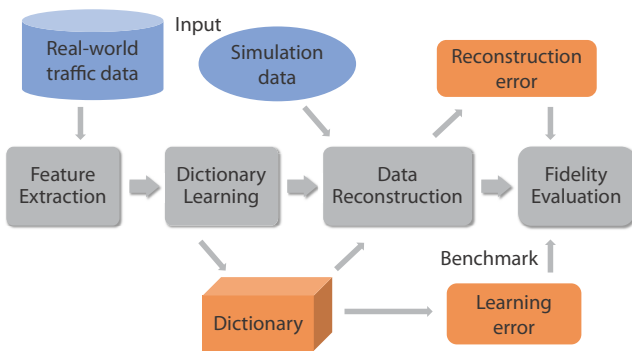 Real-world
traffic data
Input
Simulation
data
Reconstruction
error
Feature
Extraction
Dictionary
Learning
Data
Reconstruction
Fidelity
Evaluation
Benchmark
Dictionary
Learning
error